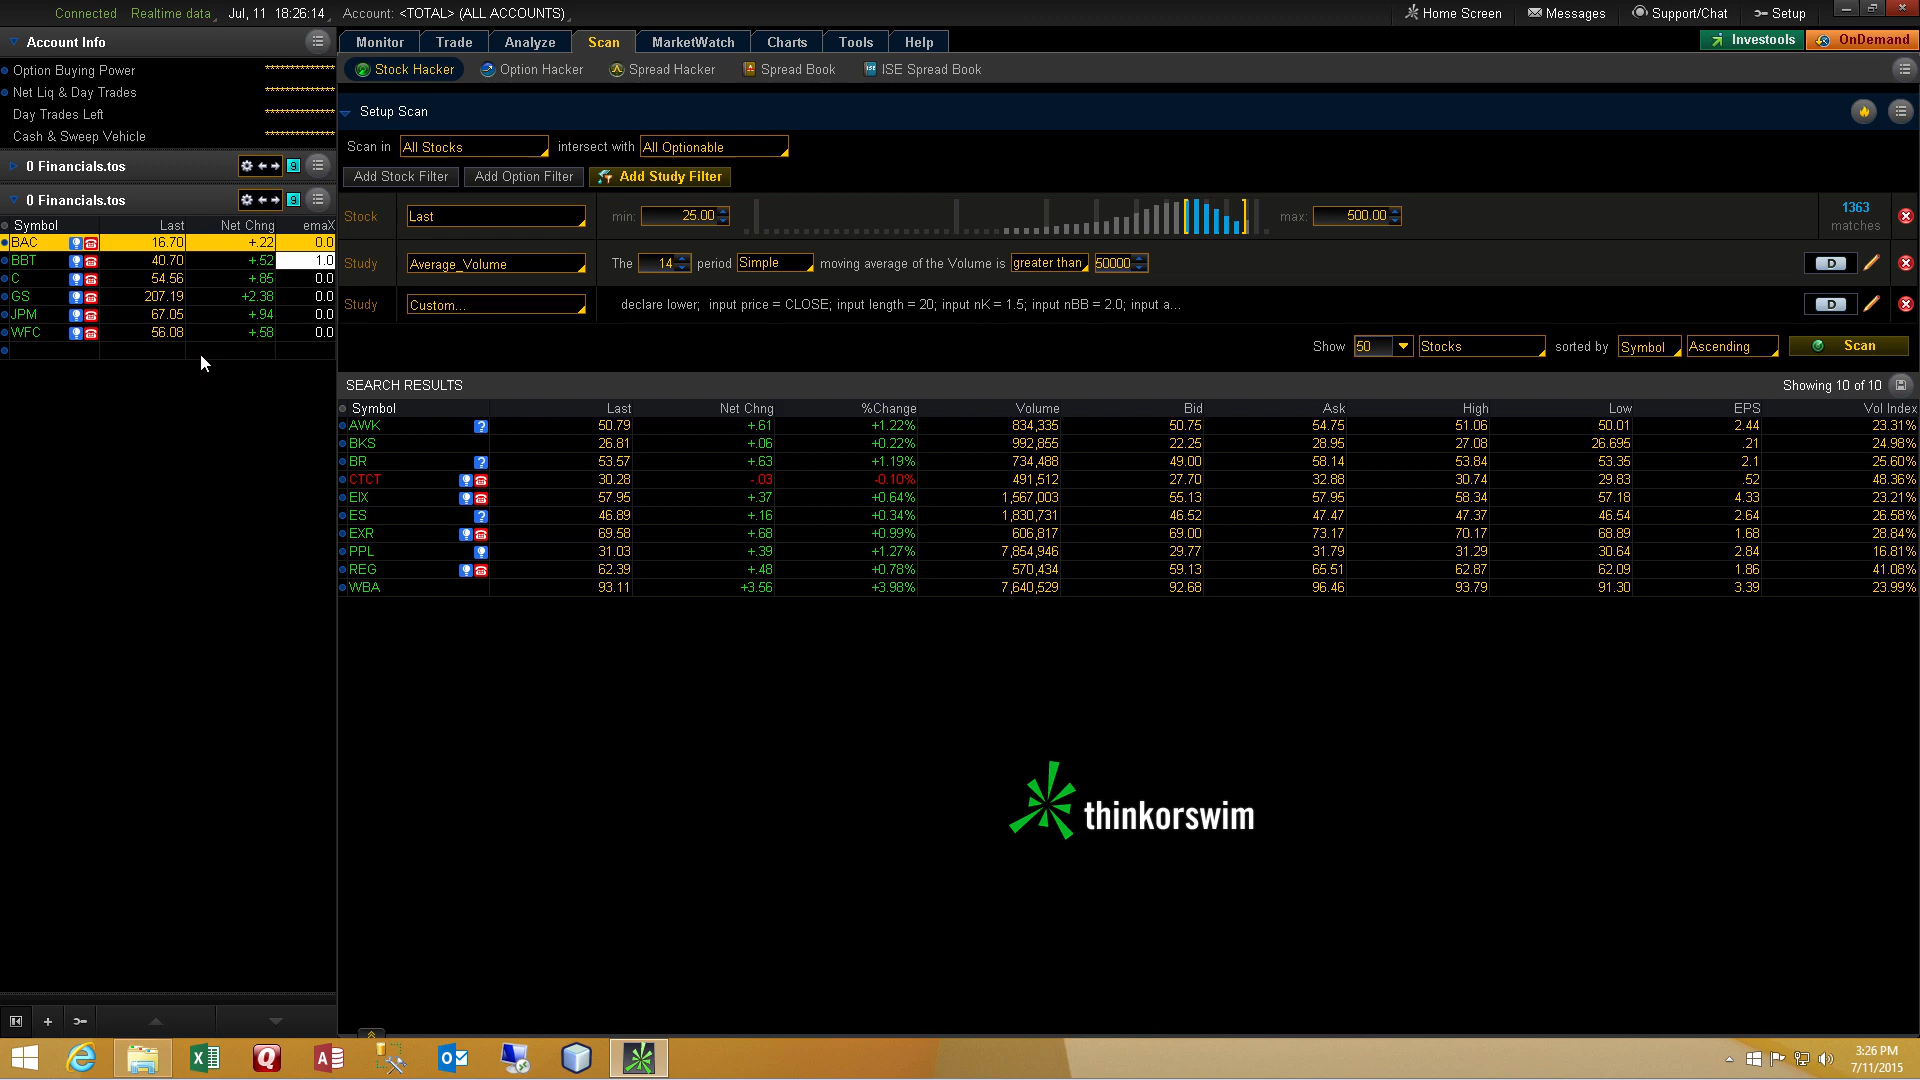 Connected Realtime data Jul, 11 18:26:14 Account: <TOTAL> (ALL ACCOUNTS) Home Screen Messages Support/Chat Setup
Account Info
Option Buying Power **************
Net Liq & Day Trades **************
Day Trades Left **************
Cash & Sweep Vehicle **************
0 Financials.tos 9
0 Financials.tos 9
Symbol Last Net Chng emaX
BAC 16.70 +.22 0.0
BBT 40.70 +.52 1.0
C 54.56 +.85 0.0
GS 207.19 +2.38 0.0
JPM 67.05 +.94 0.0
WFC 56.08 +.58 0.0
Monitor Trade Analyze Scan MarketWatch Charts Tools Help Investools OnDemand
Stock Hacker Option Hacker Spread Hacker Spread Book ISE Spread Book
Setup Scan
Scan in All Stocks intersect with All Optionable
Add Stock Filter Add Option Filter Add Study Filter
Stock Last min: 25.00 max: 500.00 1363 matches
Study Average_Volume The 14 period Simple moving average of the Volume is greater than 50000 D
Study Custom... declare lower; input price = CLOSE; input length = 20; input nK = 1.5; input nBB = 2.0; input a... D
Show 50 Stocks sorted by Symbol Ascending Scan
SEARCH RESULTS Showing 10 of 10
Symbol Last Net Chng %Change Volume Bid Ask High Low EPS Vol Index
AWK ? 50.79 +.61 +1.22% 834,335 50.75 54.75 51.06 50.01 2.44 23.31%
BKS 26.81 +.06 +0.22% 992,855 22.25 28.95 27.08 26.695 .21 24.98%
BR ? 53.57 +.63 +1.19% 734,488 49.00 58.14 53.84 53.35 2.1 25.60%
CTCT 30.28 -.03 -0.10% 491,512 27.70 32.88 30.74 29.83 .52 48.36%
EIX 57.95 +.37 +0.64% 1,567,003 55.13 57.95 58.34 57.18 4.33 23.21%
ES ? 46.89 +.16 +0.34% 1,830,731 46.52 47.47 47.37 46.54 2.64 26.58%
EXR 69.58 +.68 +0.99% 606,817 69.00 73.17 70.17 68.89 1.68 28.84%
PPL 31.03 +.39 +1.27% 7,854,946 29.77 31.79 31.29 30.64 2.84 16.81%
REG 62.39 +.48 +0.78% 570,434 59.13 65.51 62.87 62.09 1.86 41.08%
WBA 93.11 +3.56 +3.98% 7,640,529 92.68 96.46 93.79 91.30 3.39 23.99%
thinkorswim
3:26 PM
7/11/2015